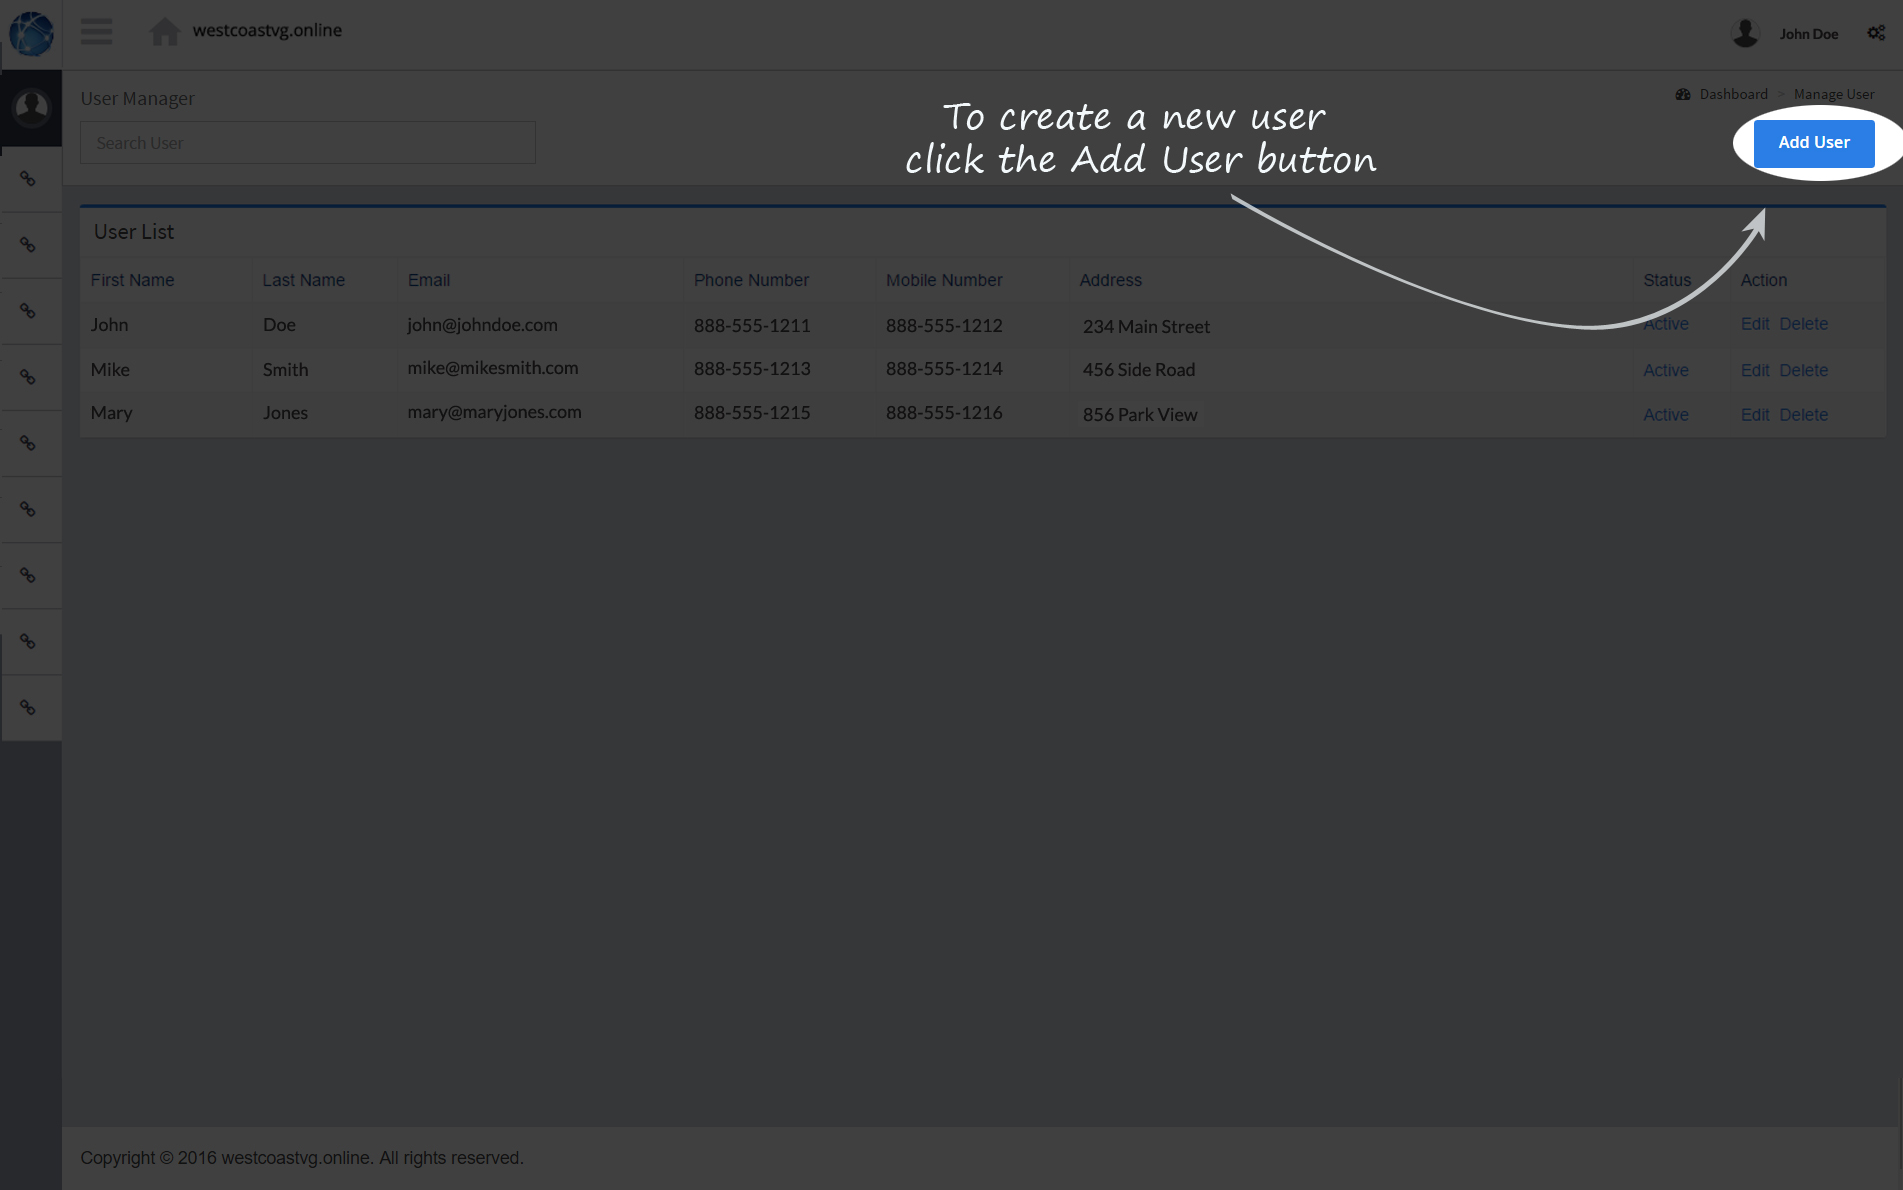 westcoastvg.online
John Doe
User Manager
Dashboard > Manage User
Search User
To create a new user
click the Add User button
Add User
User List
First Name Last Name Email Phone Number Mobile Number Address Status Action
John Doe john@johndoe.com 888-555-1211 888-555-1212 234 Main Street Active Edit Delete
Mike Smith mike@mikesmith.com 888-555-1213 888-555-1214 456 Side Road Active Edit Delete
Mary Jones mary@maryjones.com 888-555-1215 888-555-1216 856 Park View Active Edit Delete
Copyright © 2016 westcoastvg.online. All rights reserved.